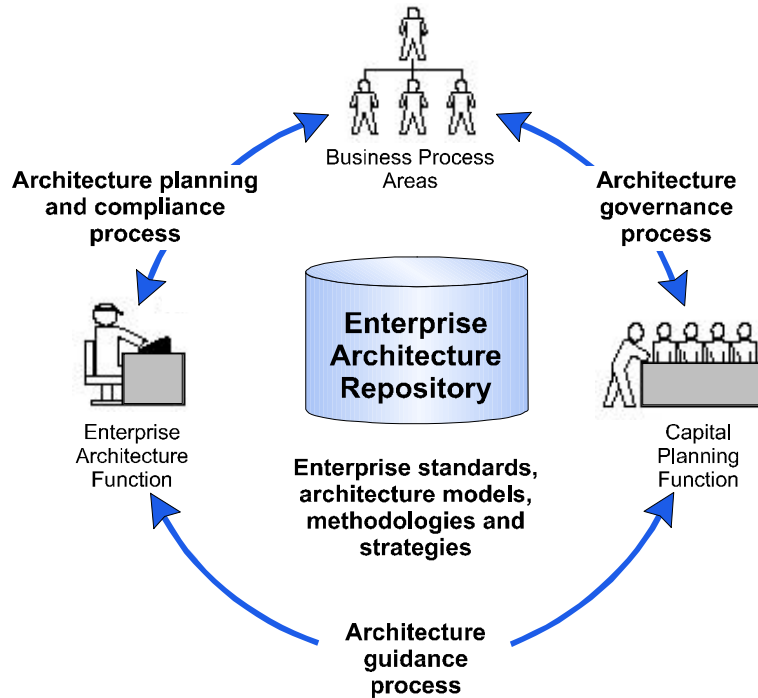 Business Process
Areas
Architecture planning
and compliance
process
Architecture
governance
process
Enterprise
Architecture
Repository
Enterprise
Architecture
Function
Capital
Planning
Function
Enterprise standards,
architecture models,
methodologies and
strategies
Architecture
guidance
process